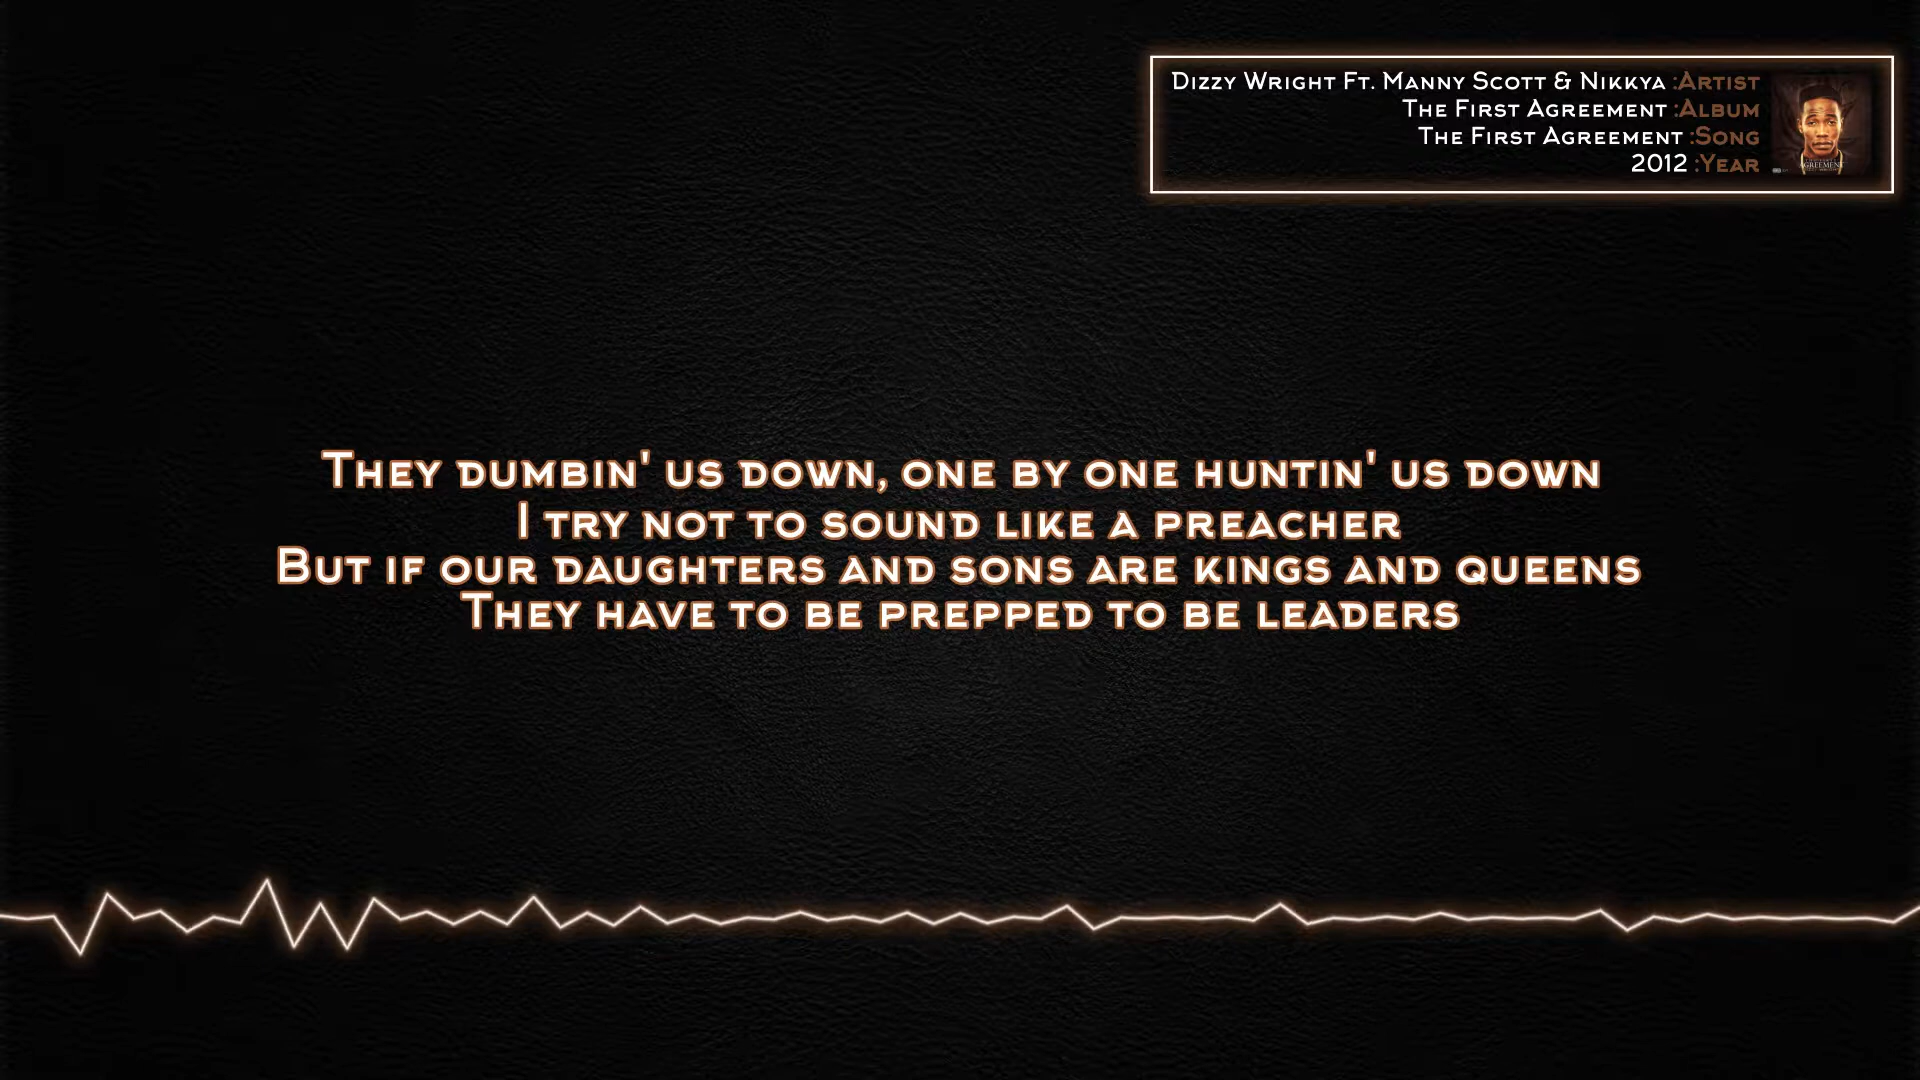 Dizzy Wright Ft. Manny Scott & Nikkya :Artist
The First Agreement :Album
The First Agreement :Song
2012 :Year
AGREEMENT
They dumbin' us down, one by one huntin' us down
I try not to sound like a preacher
But if our daughters and sons are kings and queens
They have to be prepped to be leaders